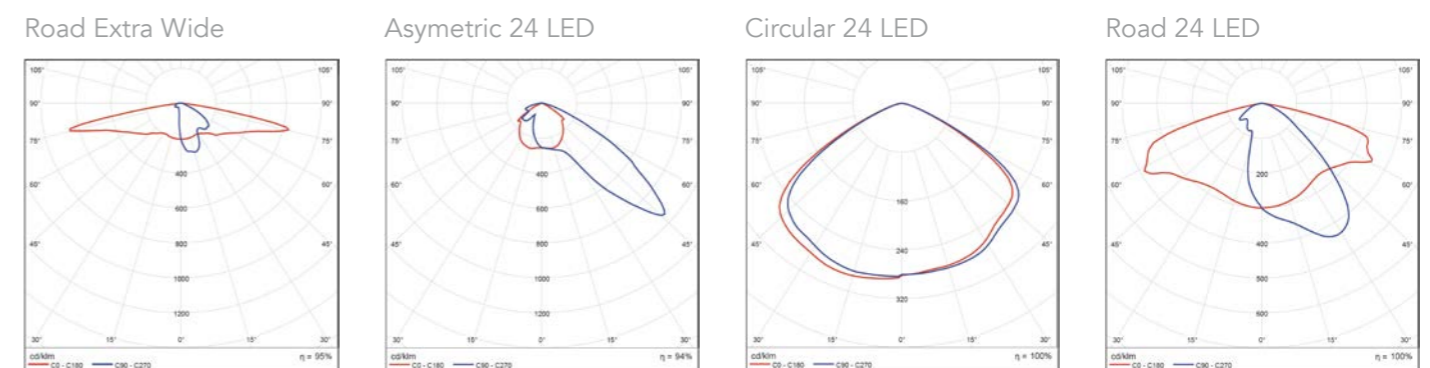 Road Extra Wide
Asymetric 24 LED
Circular 24 LED
Road 24 LED
105° 105°
90° 90°
75° 75°
60° 60°
45° 45°
30° 15° 0° 15° 30°
400
600
800
1000
1200
cd/klm
C0 - C180 C90 - C270
η = 95%
105° 105°
90° 90°
75° 75°
60° 60°
45° 45°
30° 15° 0° 15° 30°
400
600
800
1000
1200
cd/klm
C0 - C180 C90 - C270
η = 94%
105°
90° 90°
75° 75°
60° 60°
45° 45°
30° 15° 0° 15° 30°
160
240
320
cd/klm
C0 - C180 C90 - C270
η = 100%
105° 105°
90° 90°
75° 75°
60° 60°
45° 45°
30° 15° 0° 15° 30°
200
400
500
600
cd/klm
C0 - C180 C90 - C270
η = 100%